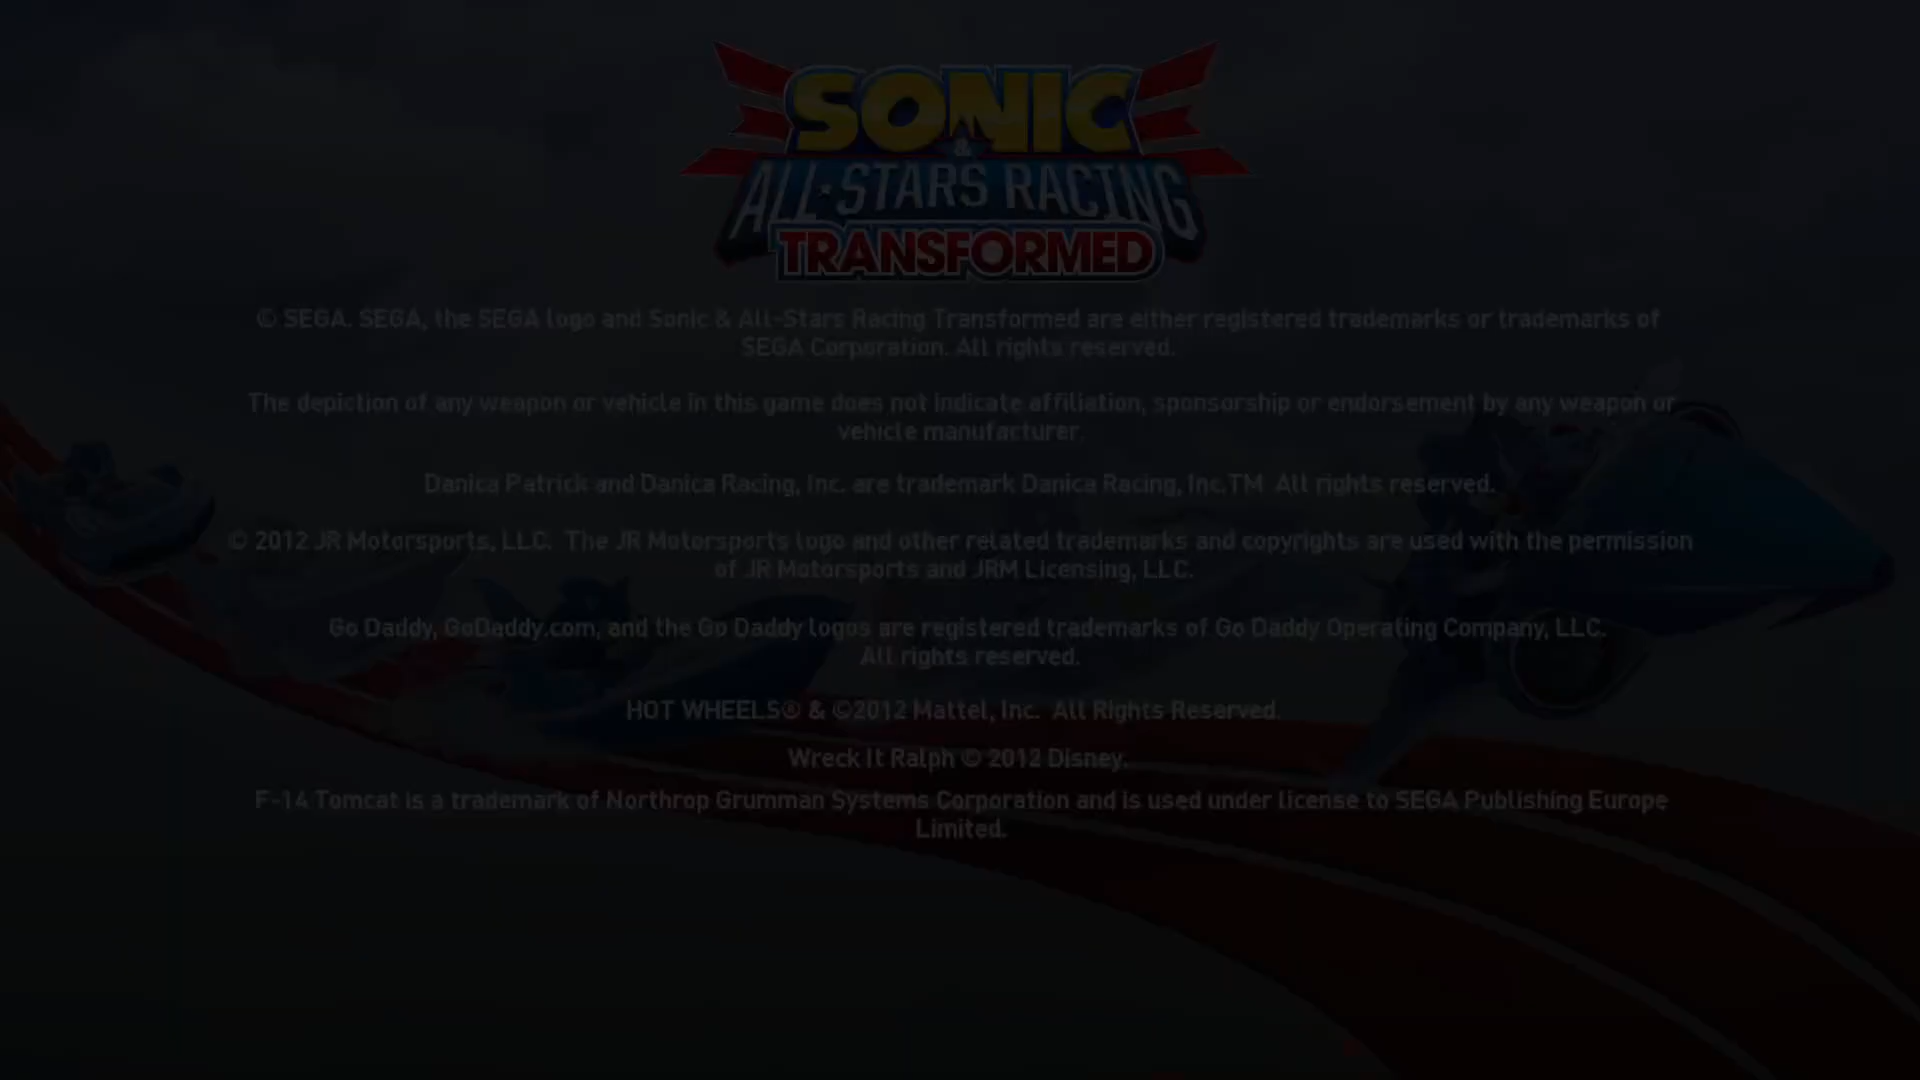 SONIC
&
ALL-STARS RACING
TRANSFORMED
© SEGA. SEGA, the SEGA logo and Sonic & All-Stars Racing Transformed are either registered trademarks or trademarks of
SEGA Corporation. All rights reserved.
The depiction of any weapon or vehicle in this game does not indicate affiliation, sponsorship or endorsement by any weapon or
vehicle manufacturer.
Danica Patrick and Danica Racing, Inc. are trademark Danica Racing, Inc.TM All rights reserved.
© 2012 JR Motorsports, LLC. The JR Motorsports logo and other related trademarks and copyrights are used with the permission
of JR Motorsports and JRM Licensing, LLC.
Go Daddy, GoDaddy.com, and the Go Daddy logos are registered trademarks of Go Daddy Operating Company, LLC.
All rights reserved.
HOT WHEELS® & ©2012 Mattel, Inc. All Rights Reserved.
Wreck It Ralph © 2012 Disney.
F-14 Tomcat is a trademark of Northrop Grumman Systems Corporation and is used under license to SEGA Publishing Europe
Limited.